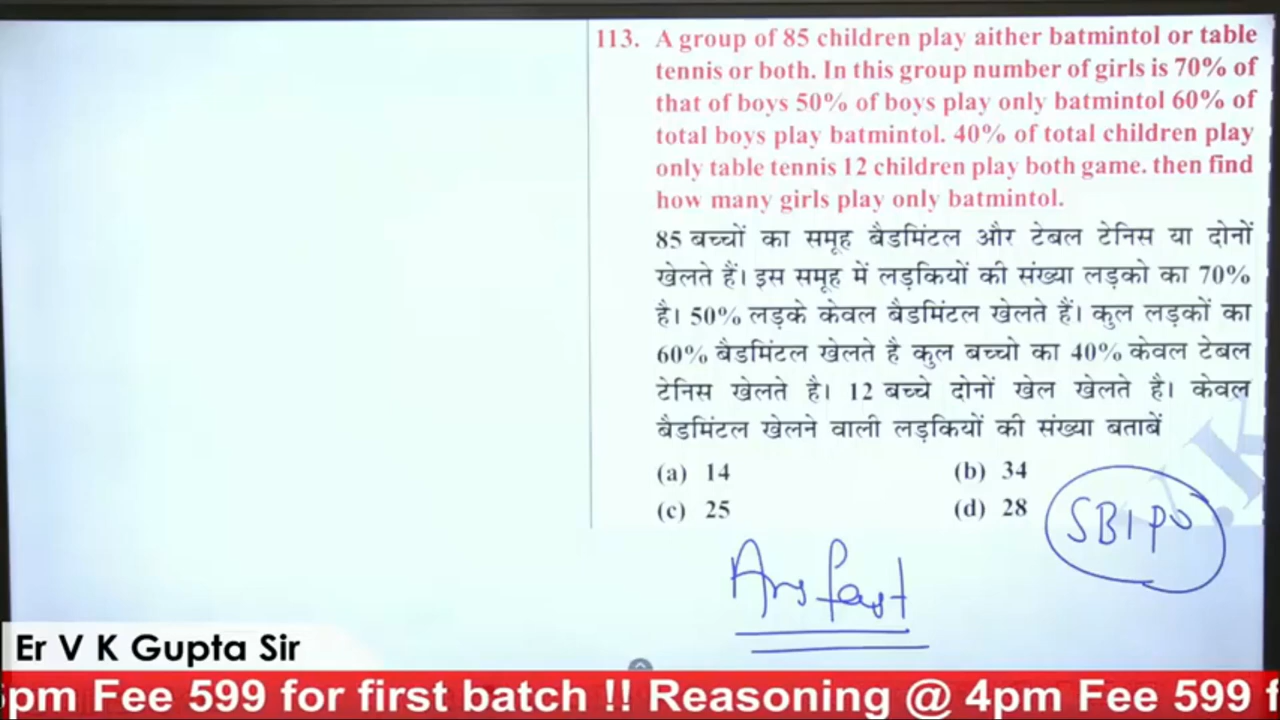 113. A group of 85 children play aither batmintol or table
tennis or both. In this group number of girls is 70% of
that of boys 50% of boys play only batmintol 60% of
total boys play batmintol. 40% of total children play
only table tennis 12 children play both game. then find
how many girls play only batmintol.
85 बच्चों का समूह बैडमिंटल और टेबल टेनिस या दोनों
खेलते हैं। इस समूह में लड़कियों की संख्या लड़को का 70%
है। 50% लड़के केवल बैडमिंटल खेलते हैं। कुल लड़कों का
60% बैडमिंटल खेलते है कुल बच्चो का 40% केवल टेबल
टेनिस खेलते है। 12 बच्चे दोनों खेल खेलते है। केवल
बैडमिंटल खेलने वाली लड़कियों की संख्या बताबें
(a) 14 (b) 34
(c) 25 (d) 28
SBI PO
Ans fast
V.K
Er V K Gupta Sir
5pm Fee 599 for first batch !! Reasoning @ 4pm Fee 599 f